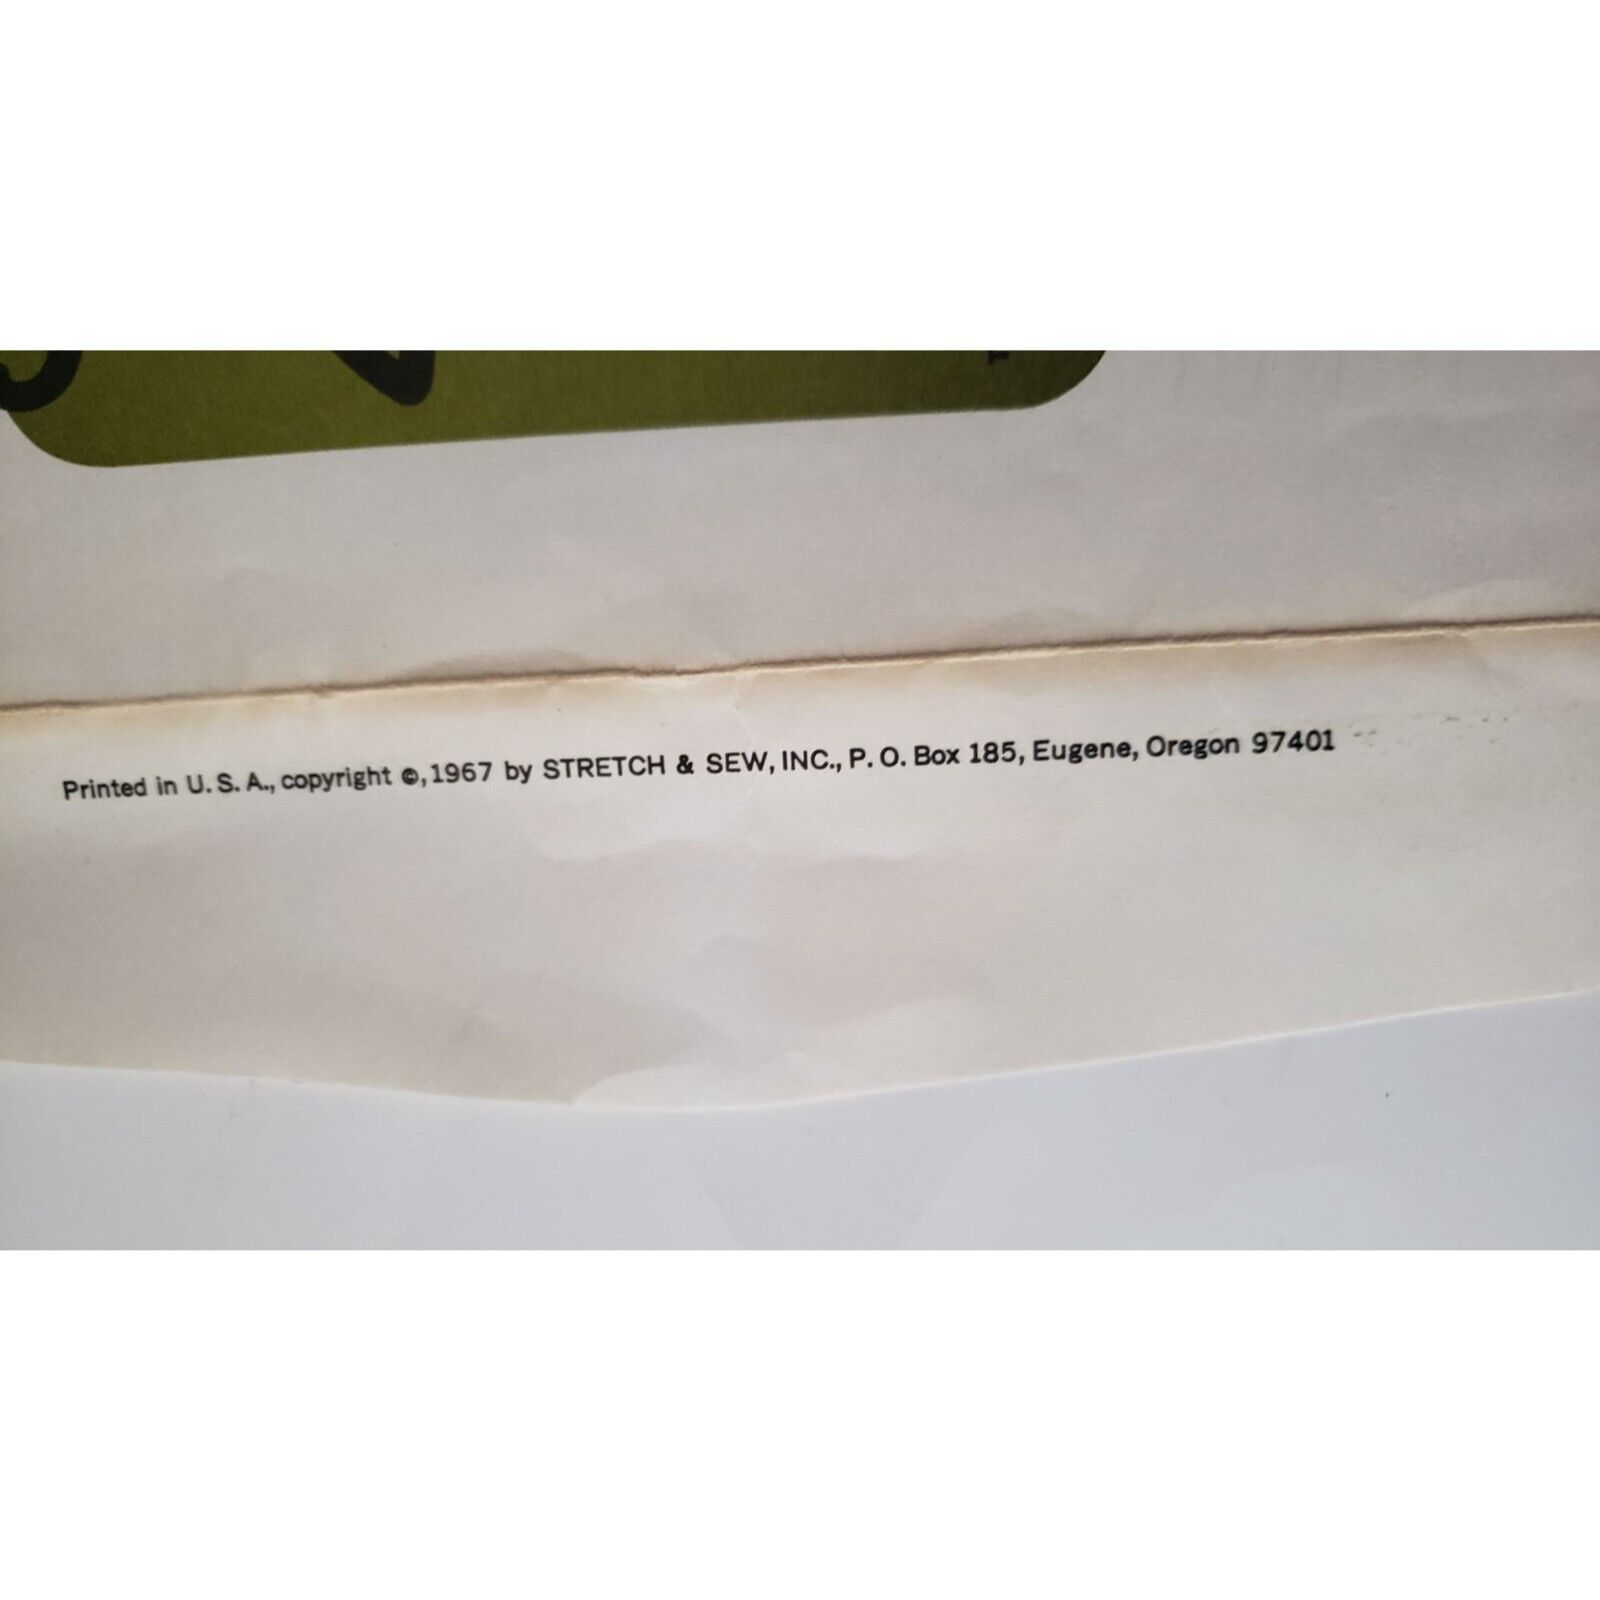 Printed in U. S. A., copyright ©, 1967 by STRETCH & SEW, INC., P. O. Box 185, Eugene, Oregon 97401